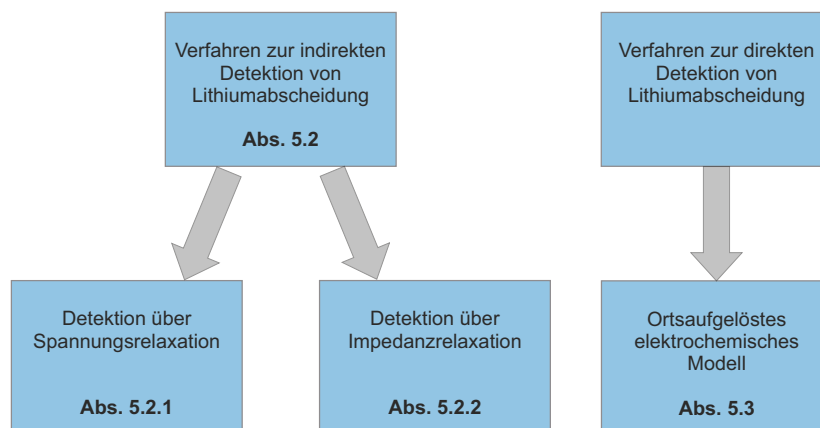 Verfahren zur indirekten
Detektion von
Lithiumabscheidung
Abs. 5.2
Verfahren zur direkten
Detektion von
Lithiumabscheidung
Detektion über
Spannungsrelaxation
Abs. 5.2.1
Detektion über
Impedanzrelaxation
Abs. 5.2.2
Ortsaufgelöstes
elektrochemisches
Modell
Abs. 5.3